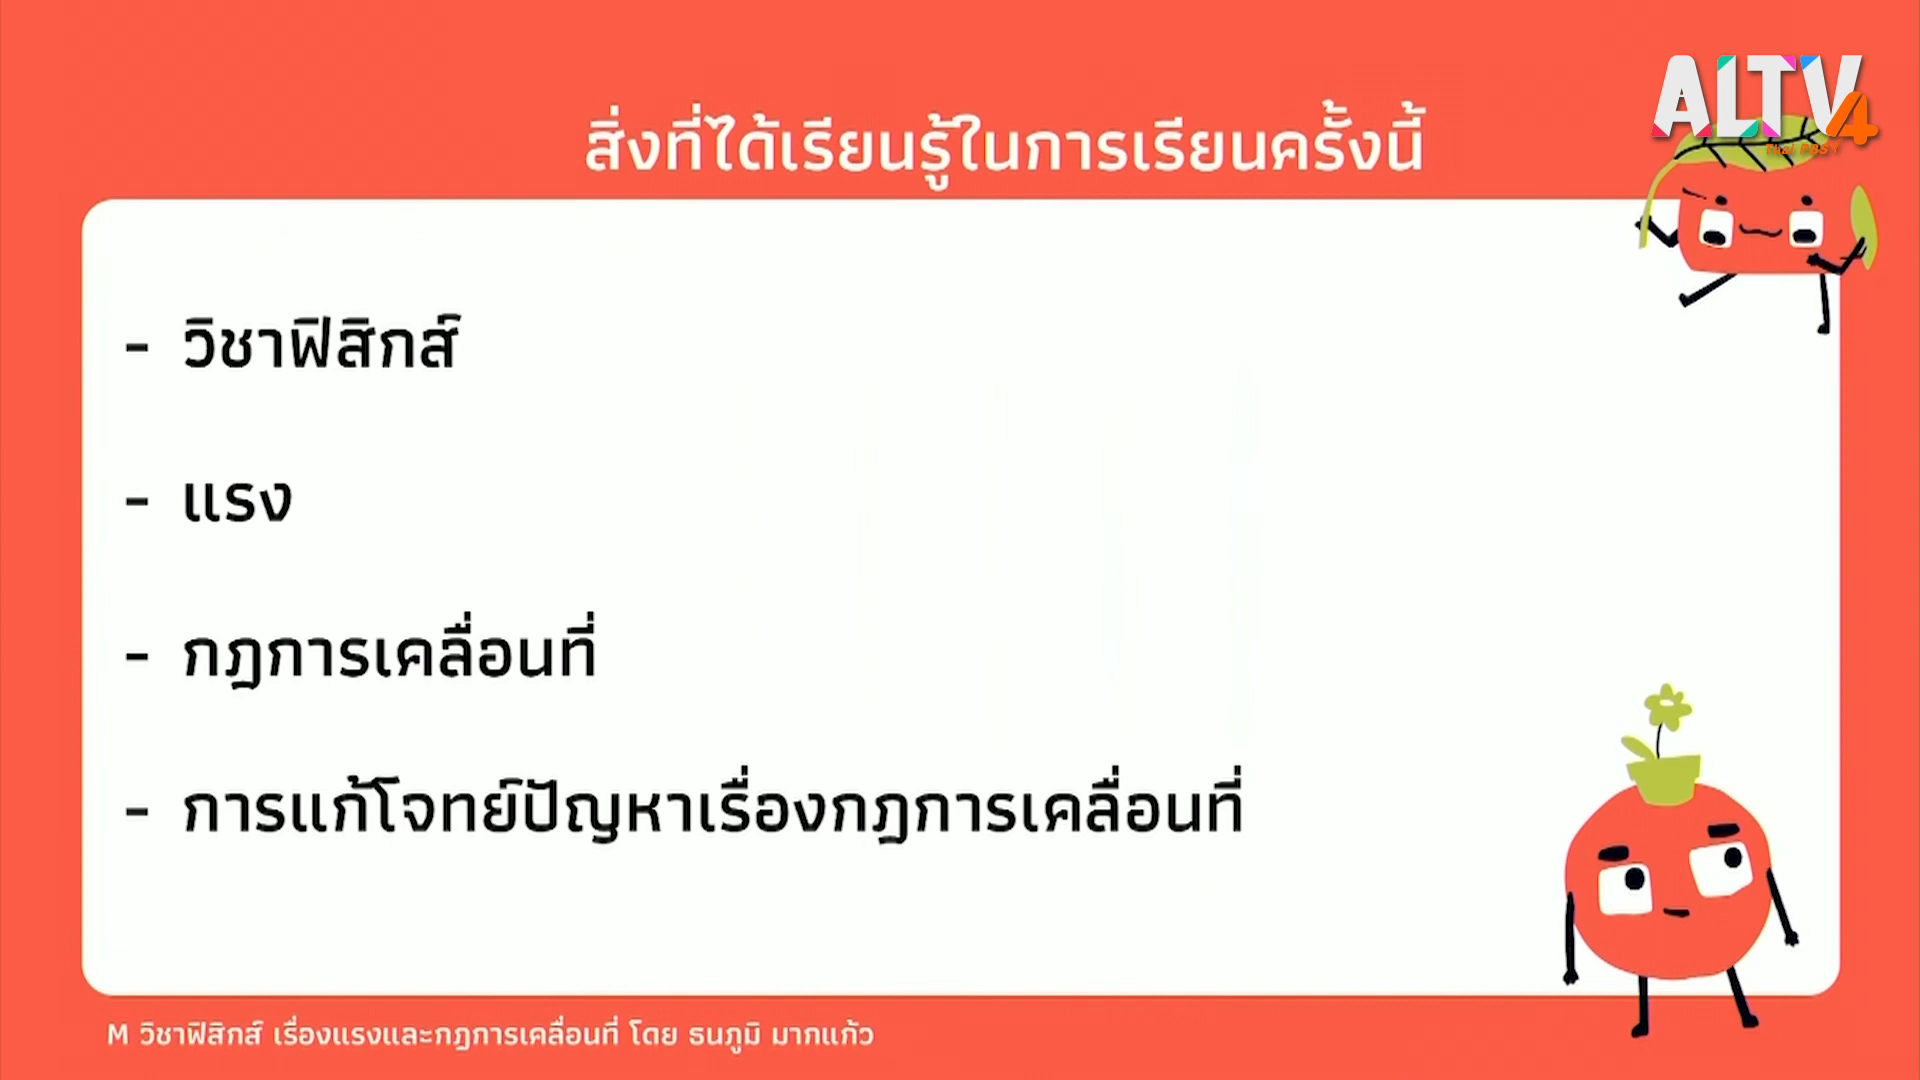 ALTV4
Thai PBS
สิ่งที่ได้เรียนรู้ในการเรียนครั้งนี้
- วิชาฟิสิกส์
- แรง
- กฎการเคลื่อนที่
- การแก้โจทย์ปัญหาเรื่องกฎการเคลื่อนที่
M วิชาฟิสิกส์ เรื่องแรงและกฎการเคลื่อนที่ โดย ธนภูมิ มากแก้ว